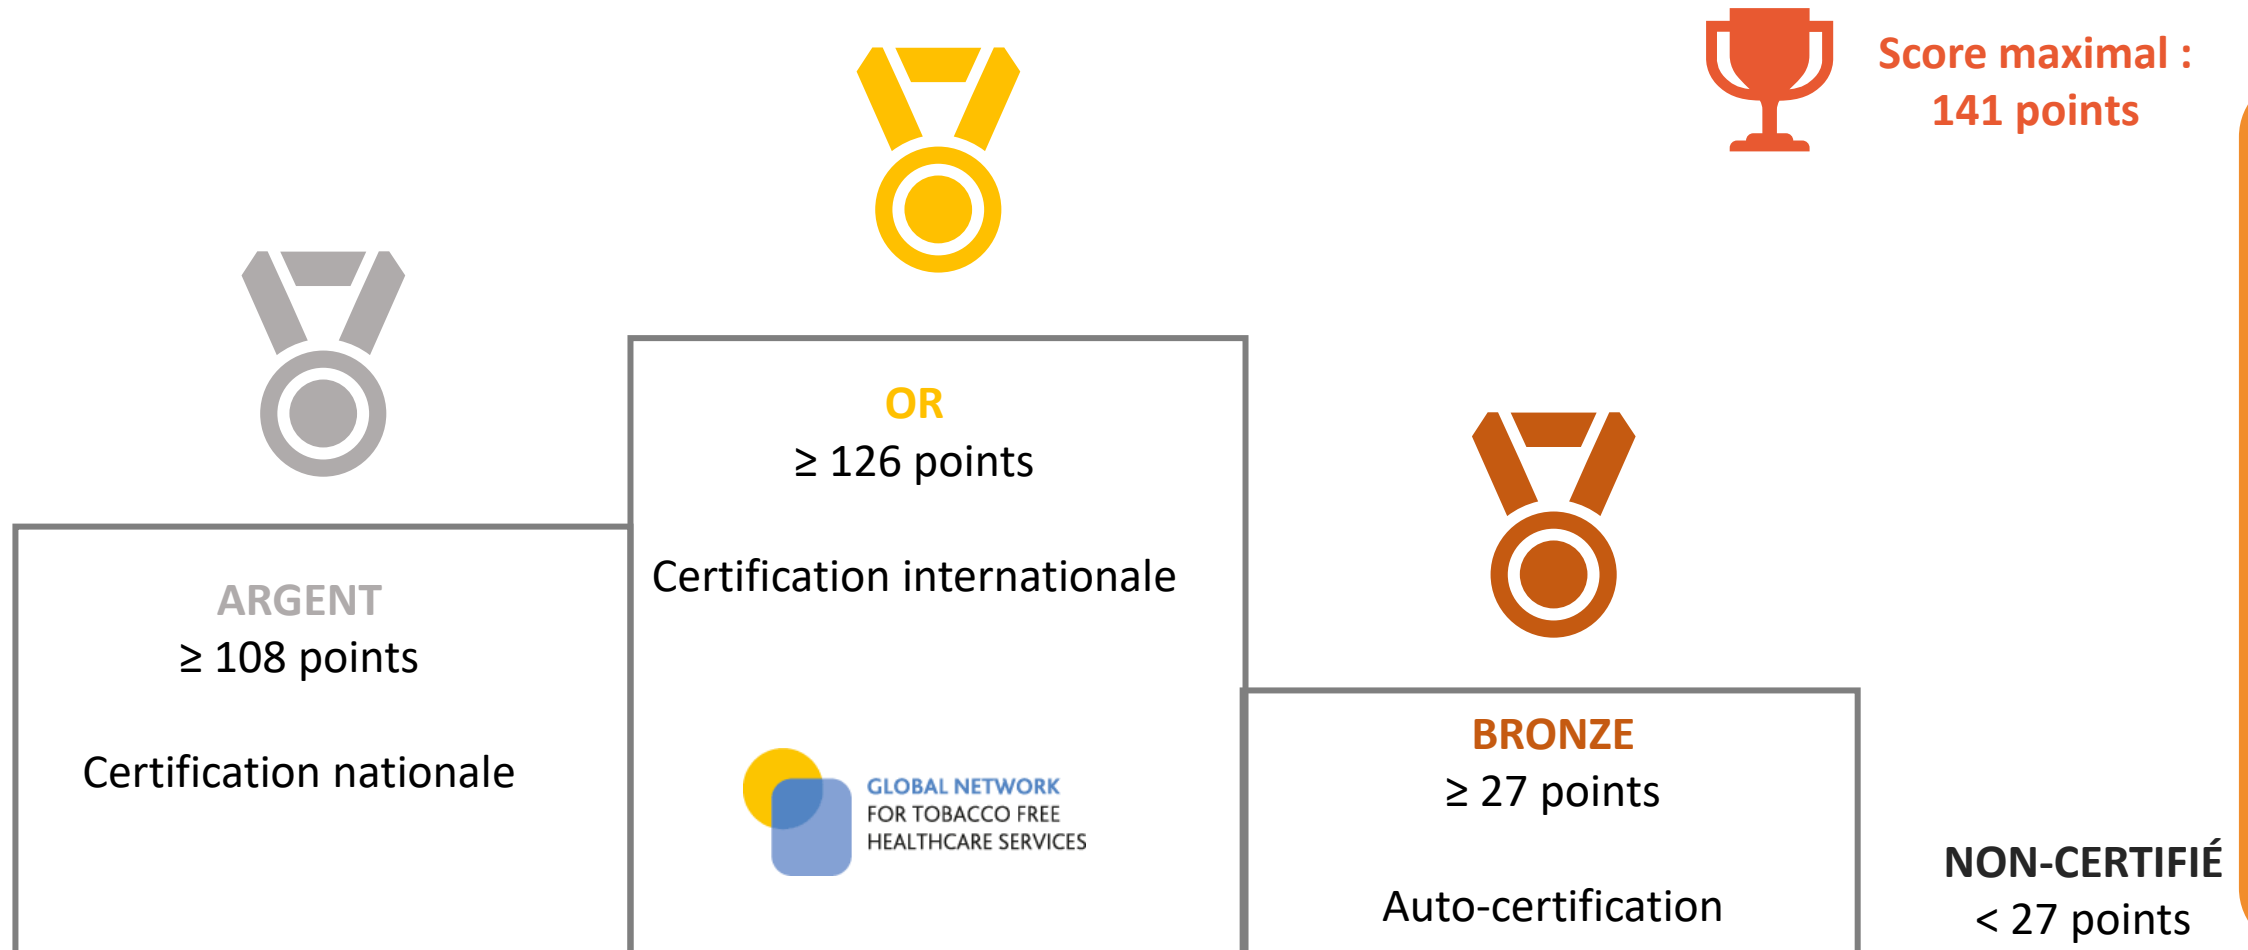 Score maximal :
141 points
OR
≥ 126 points
Certification internationale
GLOBAL NETWORK
FOR TOBACCO FREE
HEALTHCARE SERVICES
ARGENT
≥ 108 points
Certification nationale
BRONZE
≥ 27 points
Auto-certification
NON-CERTIFIÉ
< 27 points